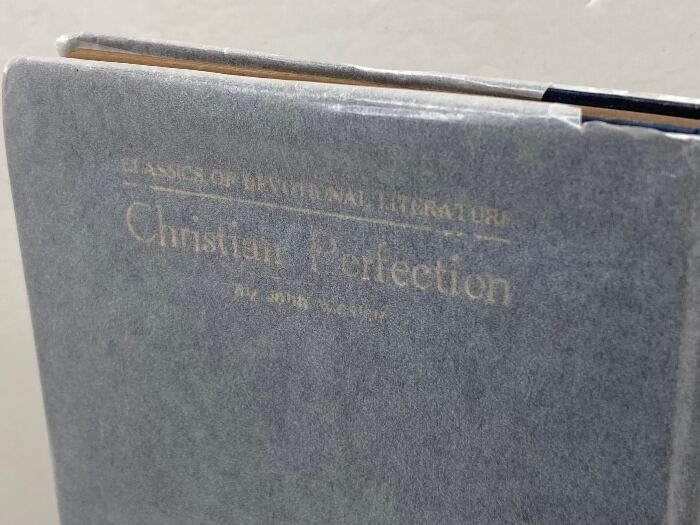 CLASSICS OF DEVOTIONAL LITERATURE
Christian Perfection
By John Wesley